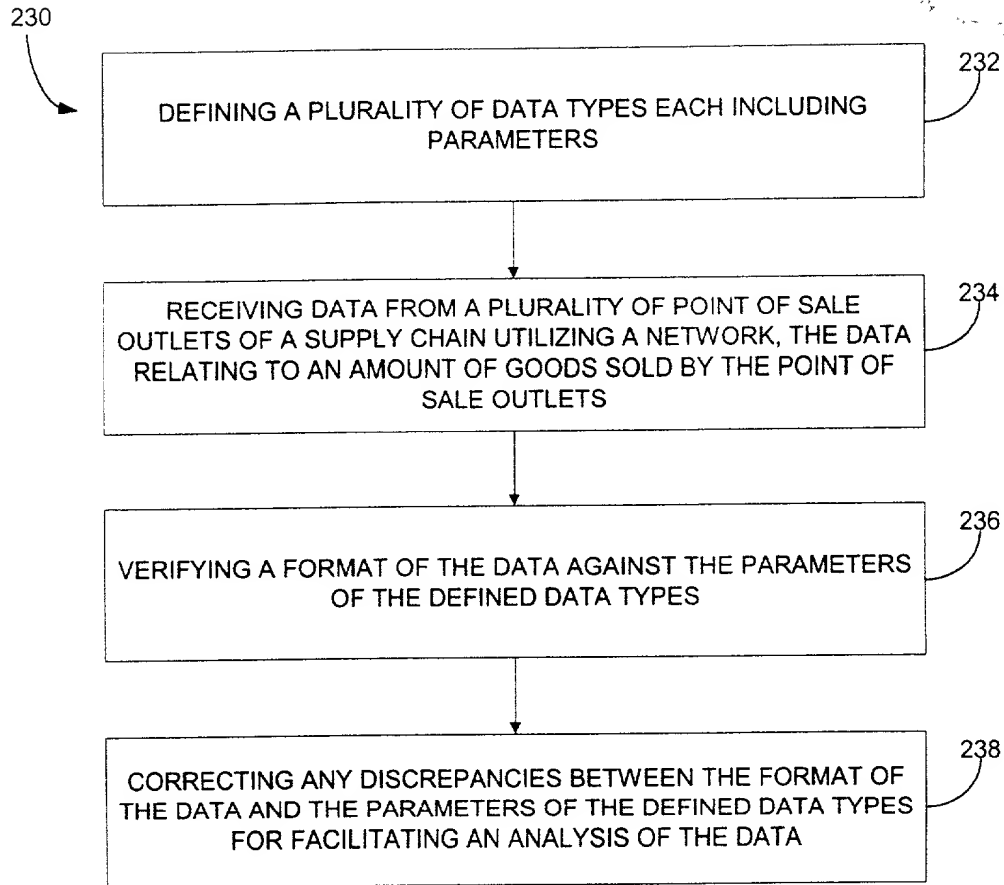 230
232
DEFINING A PLURALITY OF DATA TYPES EACH INCLUDING
PARAMETERS
234
RECEIVING DATA FROM A PLURALITY OF POINT OF SALE
OUTLETS OF A SUPPLY CHAIN UTILIZING A NETWORK, THE DATA
RELATING TO AN AMOUNT OF GOODS SOLD BY THE POINT OF
SALE OUTLETS
236
VERIFYING A FORMAT OF THE DATA AGAINST THE PARAMETERS
OF THE DEFINED DATA TYPES
238
CORRECTING ANY DISCREPANCIES BETWEEN THE FORMAT OF
THE DATA AND THE PARAMETERS OF THE DEFINED DATA TYPES
FOR FACILITATING AN ANALYSIS OF THE DATA